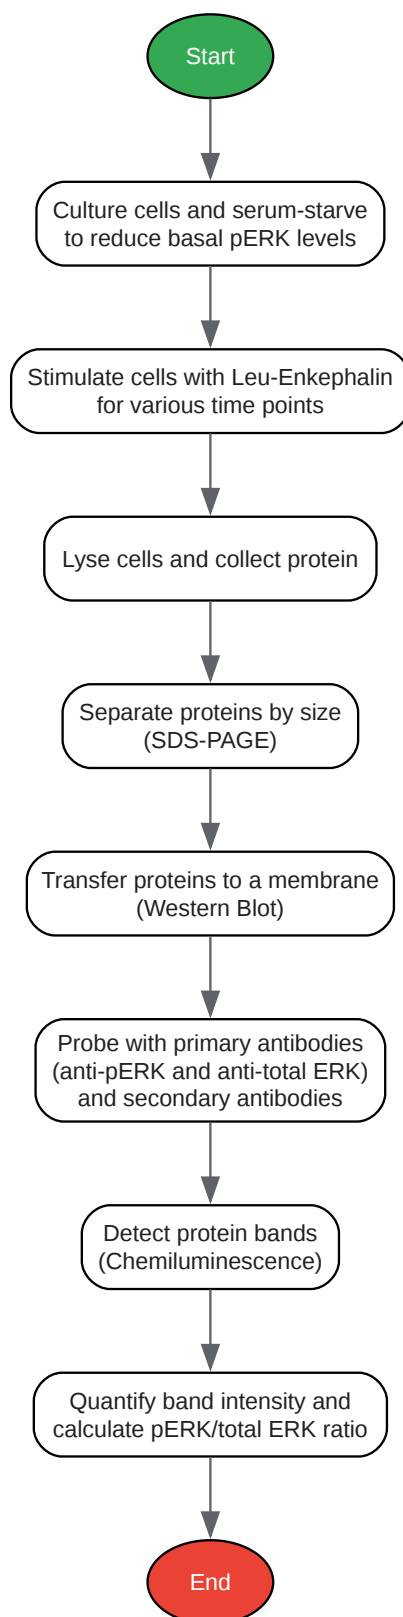 Start
Culture cells and serum-starve
to reduce basal pERK levels
Stimulate cells with Leu-Enkephalin
for various time points
Lyse cells and collect protein
Separate proteins by size
(SDS-PAGE)
Transfer proteins to a membrane
(Western Blot)
Probe with primary antibodies
(anti-pERK and anti-total ERK)
and secondary antibodies
Detect protein bands
(Chemiluminescence)
Quantify band intensity and
calculate pERK/total ERK ratio
End